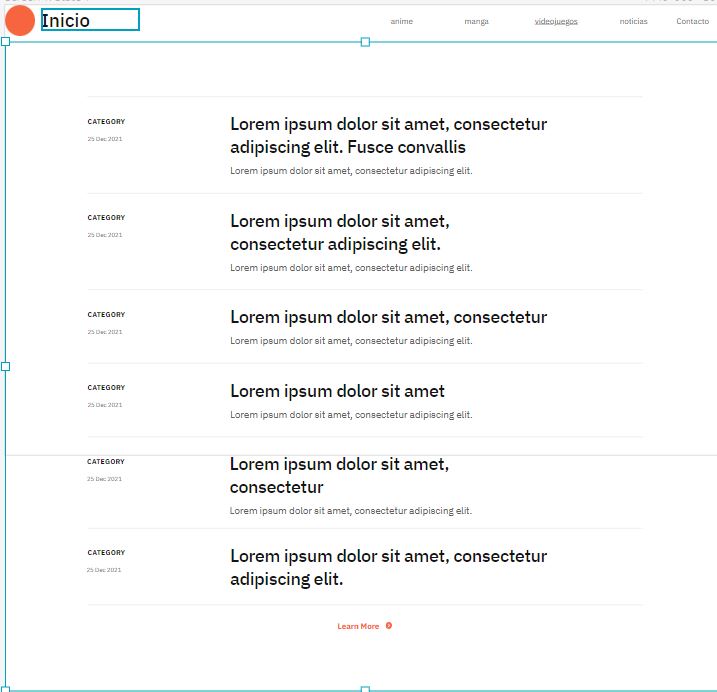 Inicio
anime manga videojuegos noticias Contacto
CATEGORY
25 Dec 2021
Lorem ipsum dolor sit amet, consectetur
adipiscing elit. Fusce convallis
Lorem ipsum dolor sit amet, consectetur adipiscing elit.
CATEGORY
25 Dec 2021
Lorem ipsum dolor sit amet,
consectetur adipiscing elit.
Lorem ipsum dolor sit amet, consectetur adipiscing elit.
CATEGORY
25 Dec 2021
Lorem ipsum dolor sit amet, consectetur
Lorem ipsum dolor sit amet, consectetur adipiscing elit.
CATEGORY
25 Dec 2021
Lorem ipsum dolor sit amet
Lorem ipsum dolor sit amet, consectetur adipiscing elit.
CATEGORY
25 Dec 2021
Lorem ipsum dolor sit amet,
consectetur
Lorem ipsum dolor sit amet, consectetur adipiscing elit.
CATEGORY
25 Dec 2021
Lorem ipsum dolor sit amet, consectetur
adipiscing elit.
Learn More